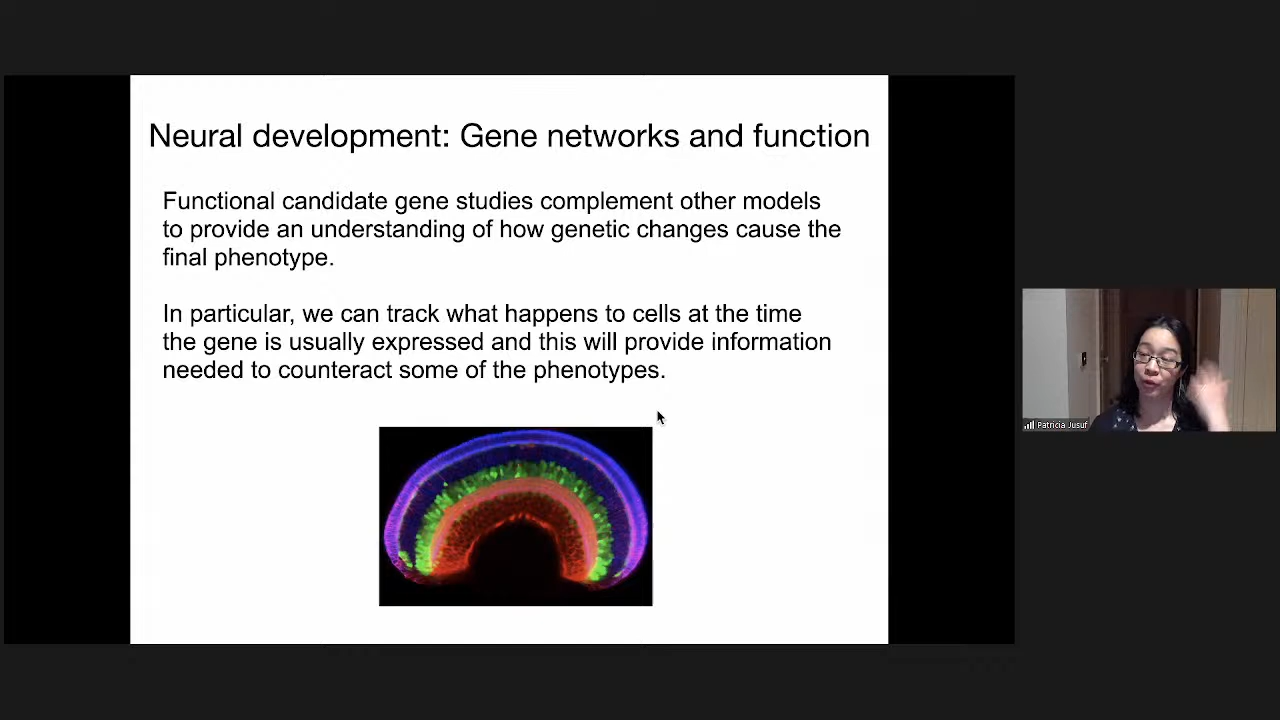 Neural development: Gene networks and function
Functional candidate gene studies complement other models
to provide an understanding of how genetic changes cause the
final phenotype.
In particular, we can track what happens to cells at the time
the gene is usually expressed and this will provide information
needed to counteract some of the phenotypes.
Patricia Jusuf